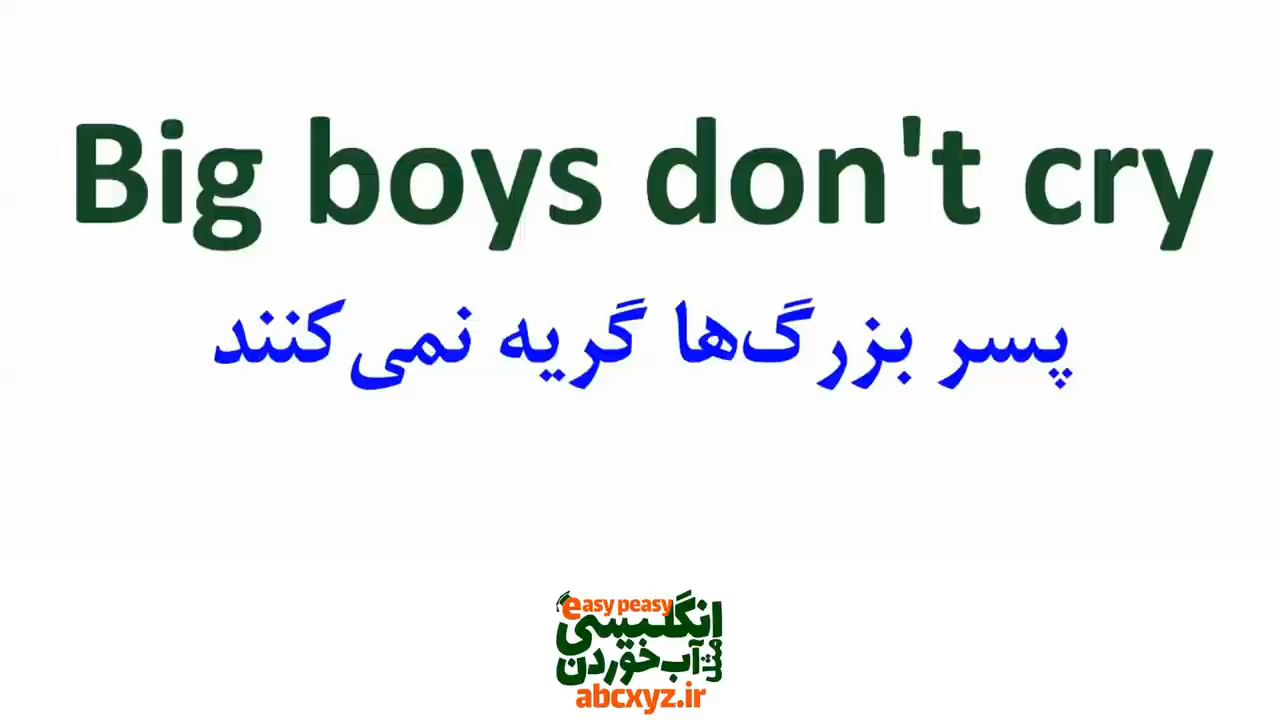 Big boys don't cry
پسر بزرگ‌ها گریه نمی‌کنند
easy peasy
انگلیسی
مثل آب خوردن
abcxyz.ir